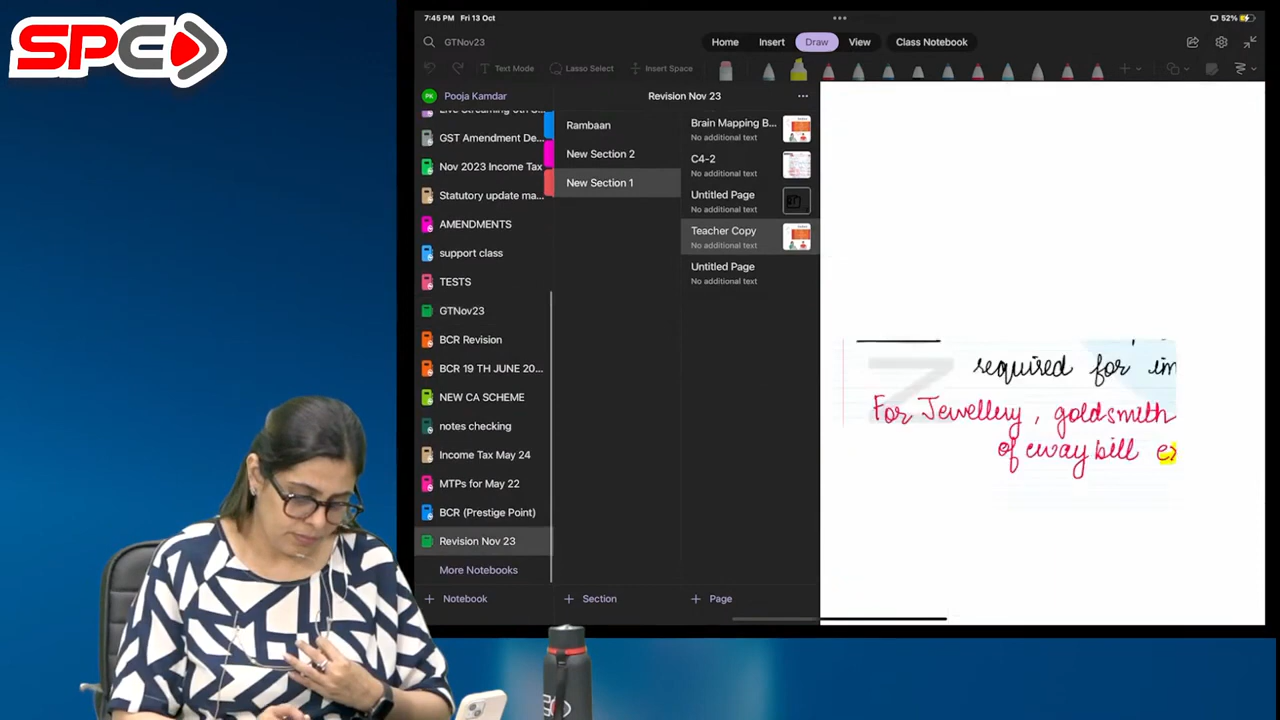 SPC
7:45 PM Fri 13 Oct
52%
GTNov23
Home
Insert
Draw
View
Class Notebook
Text Mode
Lasso Select
Insert Space
PK
Pooja Kamdar
Revision Nov 23
GST Amendment De...
Nov 2023 Income Tax
Statutory update ma...
AMENDMENTS
support class
TESTS
GTNov23
BCR Revision
BCR 19 TH JUNE 20...
NEW CA SCHEME
notes checking
Income Tax May 24
MTPs for May 22
BCR (Prestige Point)
Revision Nov 23
More Notebooks
Notebook
Rambaan
New Section 2
New Section 1
Section
Brain Mapping B...
No additional text
C4-2
No additional text
Untitled Page
No additional text
Teacher Copy
No additional text
Untitled Page
No additional text
Page
required for im
For Jewellery, goldsmith
of eway bill ex